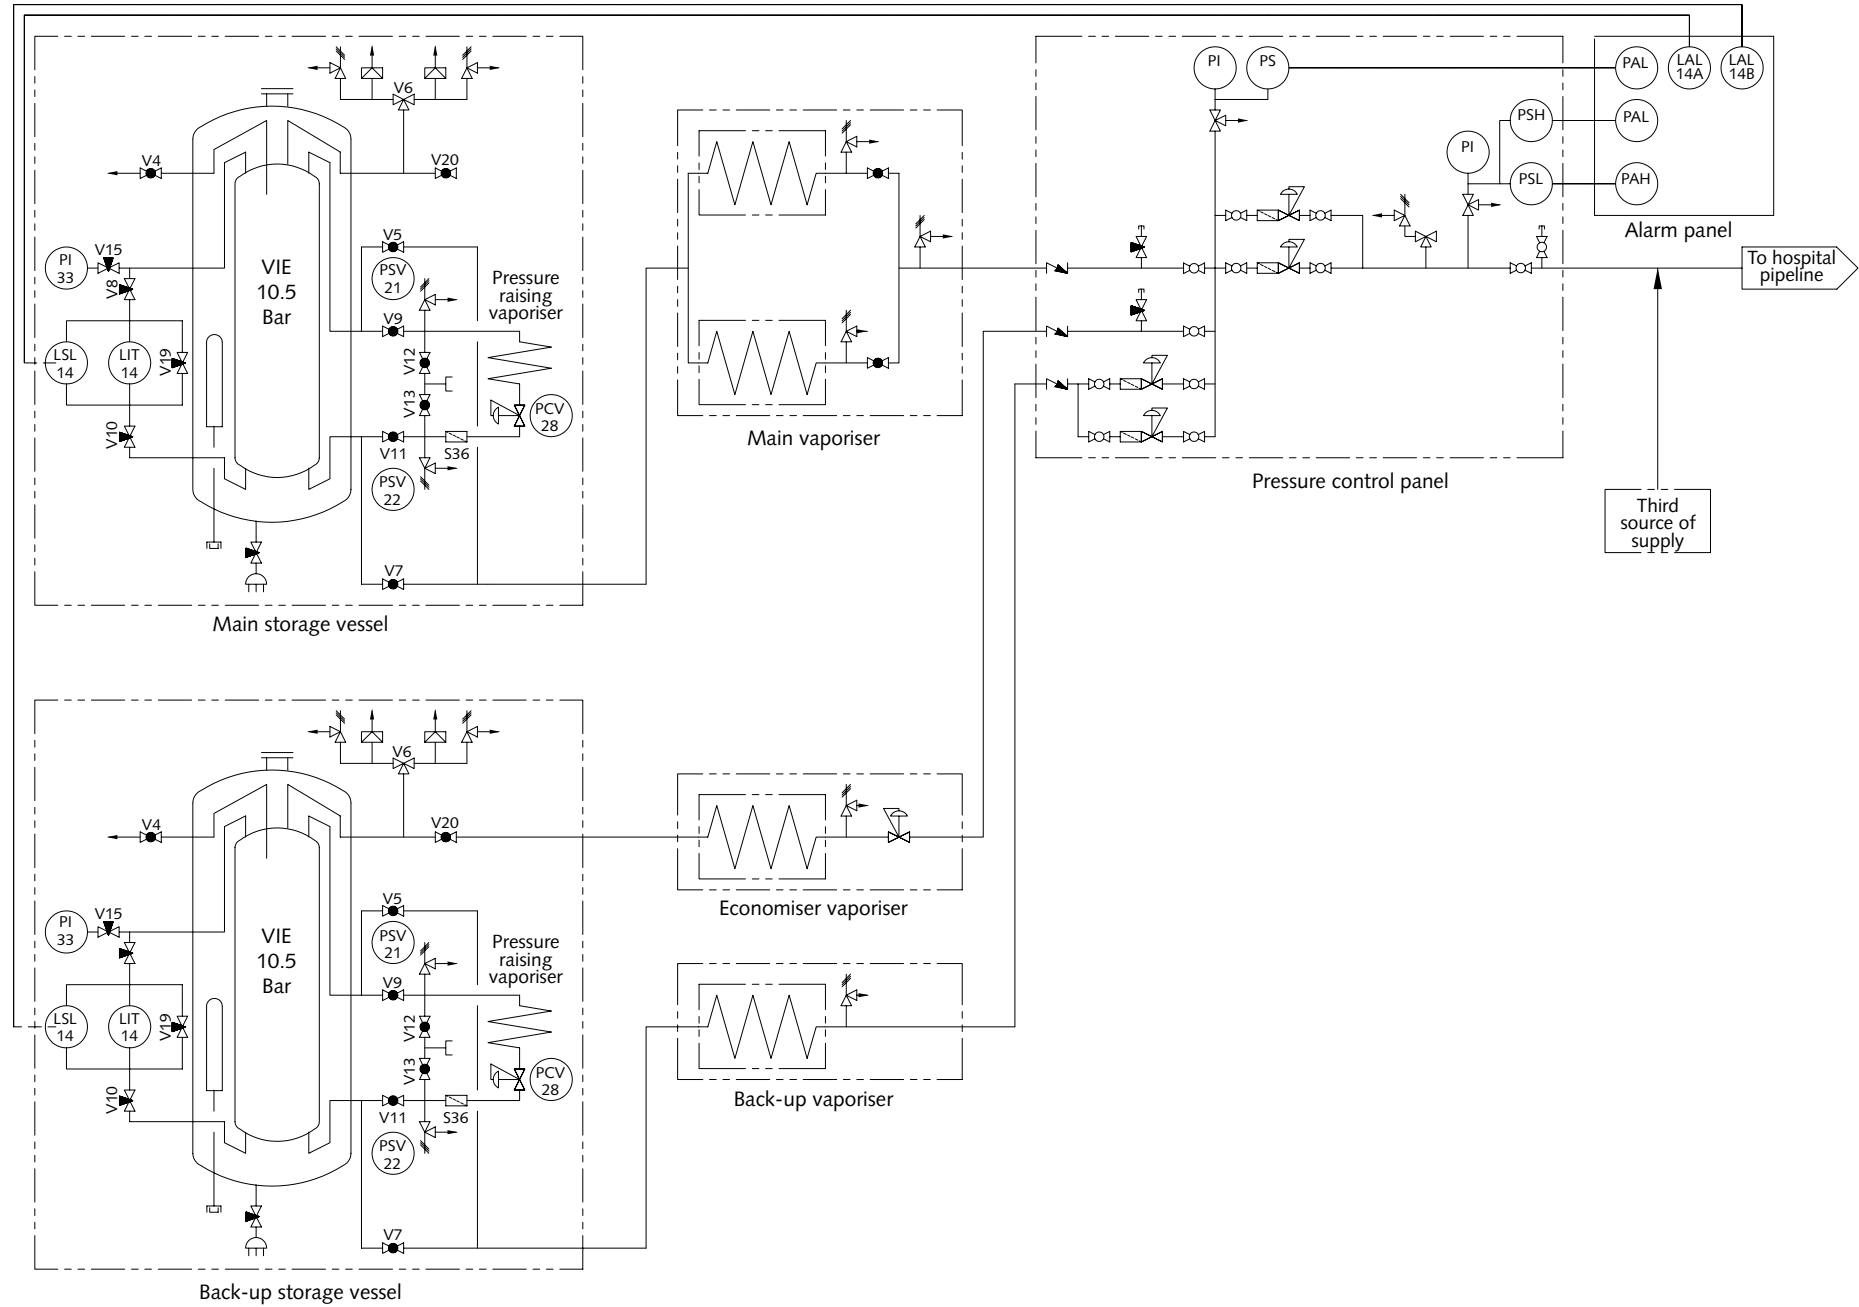 V6
V4
V20
PI
33
V15
V8
VIE
10.5
Bar
V5
PSV
21
Pressure
raising
vaporiser
V9
V12
LSL
14
LIT
14
V19
V13
PCV
28
V10
V11
S36
PSV
22
V7
Main storage vessel
Main vaporiser
PI
PS
PAL
LAL
14A
LAL
14B
PSH
PAL
PI
PSL
PAH
Alarm panel
To hospital
pipeline
Pressure control panel
Third
source of
supply
V6
V4
V20
PI
33
V15
VIE
10.5
Bar
V5
PSV
21
Pressure
raising
vaporiser
V9
V12
LSL
14
LIT
14
V19
V13
PCV
28
V10
V11
S36
PSV
22
V7
Back-up storage vessel
Economiser vaporiser
Back-up vaporiser